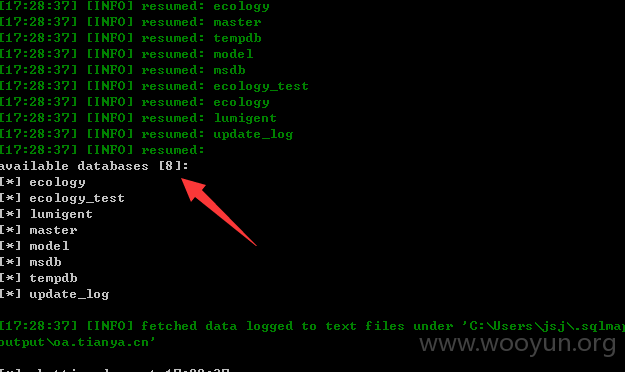 [17:28:37] [INFO] resumed: ecology
[17:28:37] [INFO] resumed: master
[17:28:37] [INFO] resumed: tempdb
[17:28:37] [INFO] resumed: model
[17:28:37] [INFO] resumed: msdb
[17:28:37] [INFO] resumed: ecology_test
[17:28:37] [INFO] resumed: ecology
[17:28:37] [INFO] resumed: lumigent
[17:28:37] [INFO] resumed: update_log
[17:28:37] [INFO] resumed:
available databases [8]:
[*] ecology
[*] ecology_test
[*] lumigent
[*] master
[*] model
[*] msdb
[*] tempdb
[*] update_log
[17:28:37] [INFO] fetched data logged to text files under 'C:\Users\jsj\.sqlmap
output\oa.tianya.cn'
www.wooyun.org